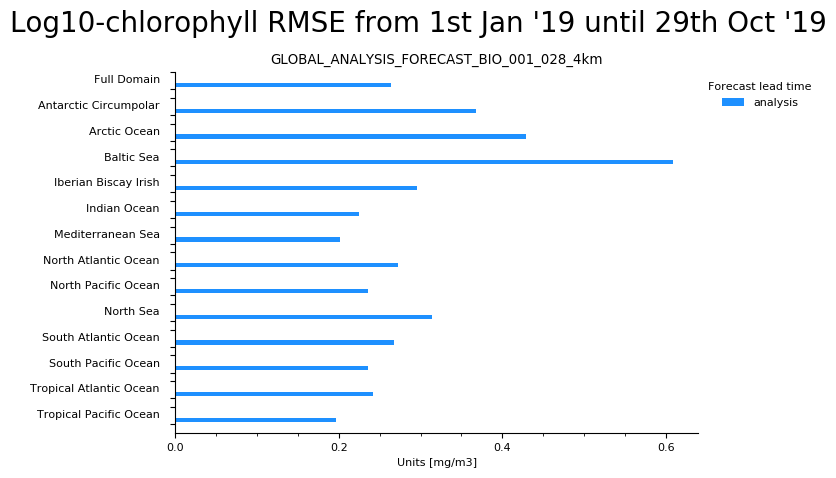 Log10-chlorophyll RMSE from 1st Jan '19 until 29th Oct '19
GLOBAL_ANALYSIS_FORECAST_BIO_001_028_4km
Forecast lead time
analysis
Full Domain
Antarctic Circumpolar
Arctic Ocean
Baltic Sea
Iberian Biscay Irish
Indian Ocean
Mediterranean Sea
North Atlantic Ocean
North Pacific Ocean
North Sea
South Atlantic Ocean
South Pacific Ocean
Tropical Atlantic Ocean
Tropical Pacific Ocean
0.0 0.2 0.4 0.6
Units [mg/m3]